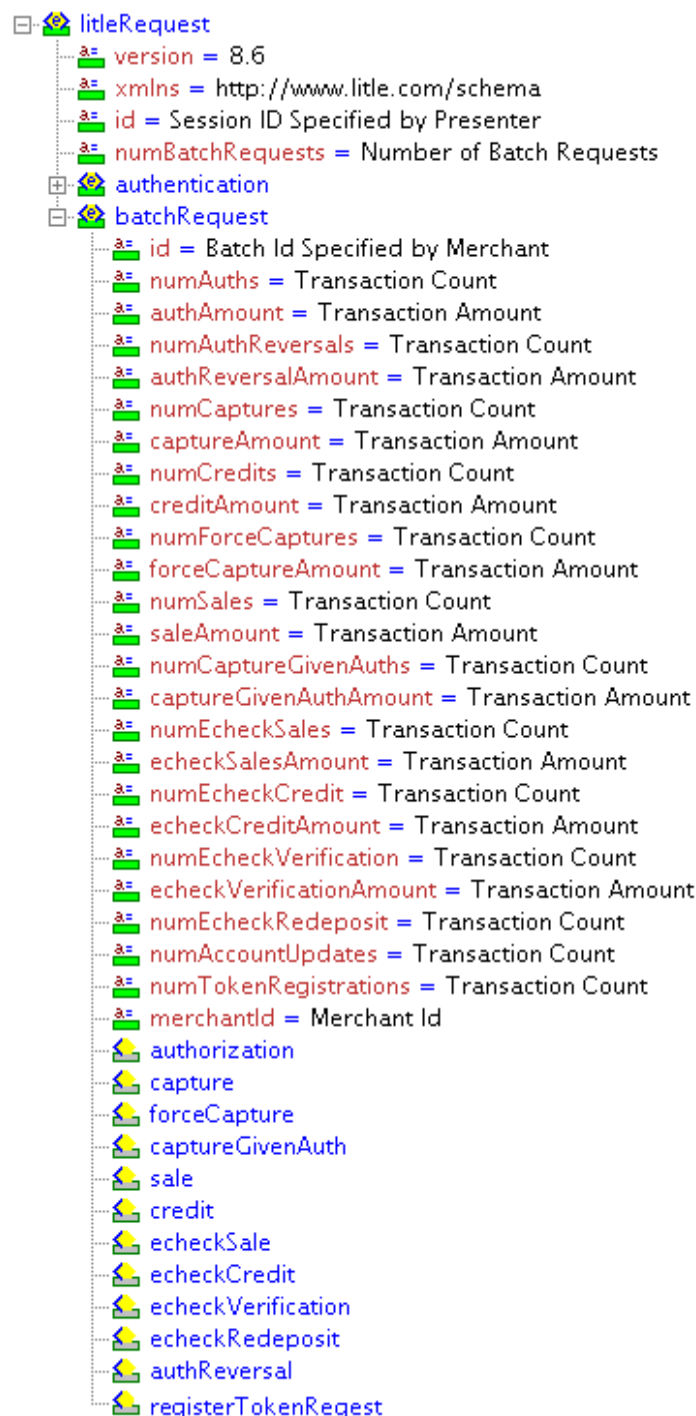 litleRequest
version = 8.6
xmlns = http://www.litle.com/schema
id = Session ID Specified by Presenter
numBatchRequests = Number of Batch Requests
authentication
batchRequest
id = Batch Id Specified by Merchant
numAuths = Transaction Count
authAmount = Transaction Amount
numAuthReversals = Transaction Count
authReversalAmount = Transaction Amount
numCaptures = Transaction Count
captureAmount = Transaction Amount
numCredits = Transaction Count
creditAmount = Transaction Amount
numForceCaptures = Transaction Count
forceCaptureAmount = Transaction Amount
numSales = Transaction Count
saleAmount = Transaction Amount
numCaptureGivenAuths = Transaction Count
captureGivenAuthAmount = Transaction Amount
numEcheckSales = Transaction Count
echeckSalesAmount = Transaction Amount
numEcheckCredit = Transaction Count
echeckCreditAmount = Transaction Amount
numEcheckVerification = Transaction Count
echeckVerificationAmount = Transaction Amount
numEcheckRedeposit = Transaction Count
numAccountUpdates = Transaction Count
numTokenRegistrations = Transaction Count
merchantId = Merchant Id
authorization
capture
forceCapture
captureGivenAuth
sale
credit
echeckSale
echeckCredit
echeckVerification
echeckRedeposit
authReversal
registerTokenRegest